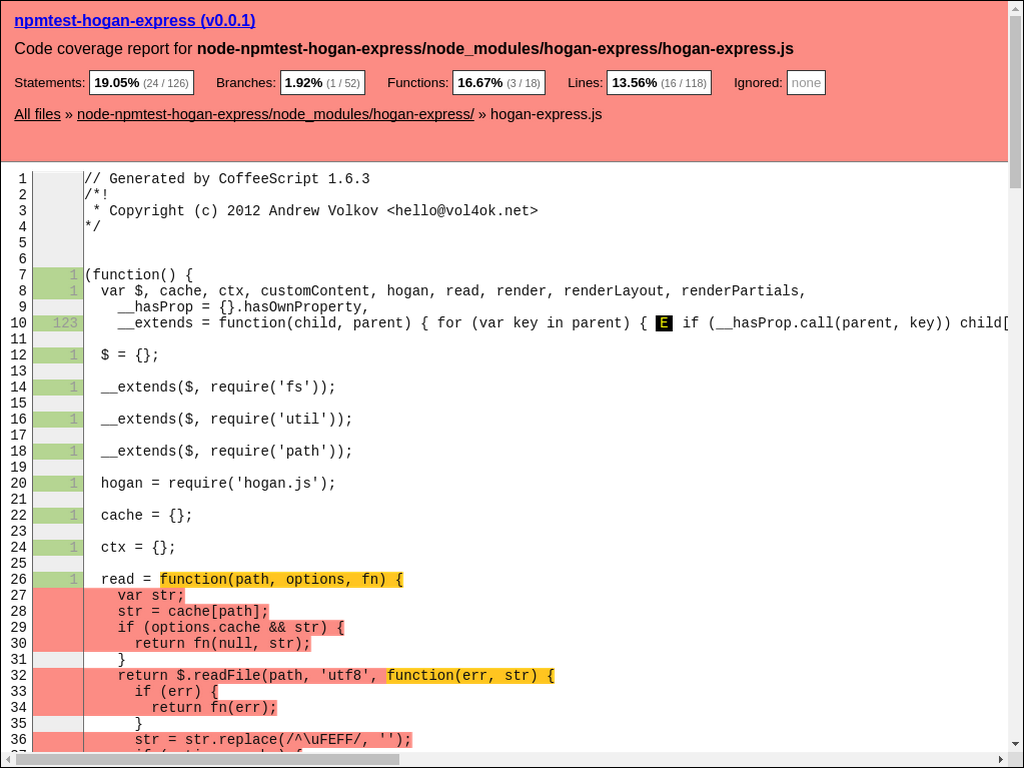 npmtest-hogan-express (v0.0.1)
Code coverage report for node-npmtest-hogan-express/node_modules/hogan-express/hogan-express.js
Statements: 19.05% (24 / 126) Branches: 1.92% (1 / 52) Functions: 16.67% (3 / 18) Lines: 13.56% (16 / 118) Ignored: none
All files » node-npmtest-hogan-express/node_modules/hogan-express/ » hogan-express.js
1 // Generated by CoffeeScript 1.6.3
2 /*!
3 * Copyright (c) 2012 Andrew Volkov <hello@vol4ok.net>
4 */
5
6
7 1 (function() {
8 1 var $, cache, ctx, customContent, hogan, read, render, renderLayout, renderPartials,
9 __hasProp = {}.hasOwnProperty,
10 123 __extends = function(child, parent) { for (var key in parent) { E if (__hasProp.call(parent, key)) child[
11
12 1 $ = {};
13
14 1 __extends($, require('fs'));
15
16 1 __extends($, require('util'));
17
18 1 __extends($, require('path'));
19
20 1 hogan = require('hogan.js');
21
22 1 cache = {};
23
24 1 ctx = {};
25
26 1 read = function(path, options, fn) {
27 var str;
28 str = cache[path];
29 if (options.cache && str) {
30 return fn(null, str);
31 }
32 return $.readFile(path, 'utf8', function(err, str) {
33 if (err) {
34 return fn(err);
35 }
36 str = str.replace(/^\uFEFF/, '');